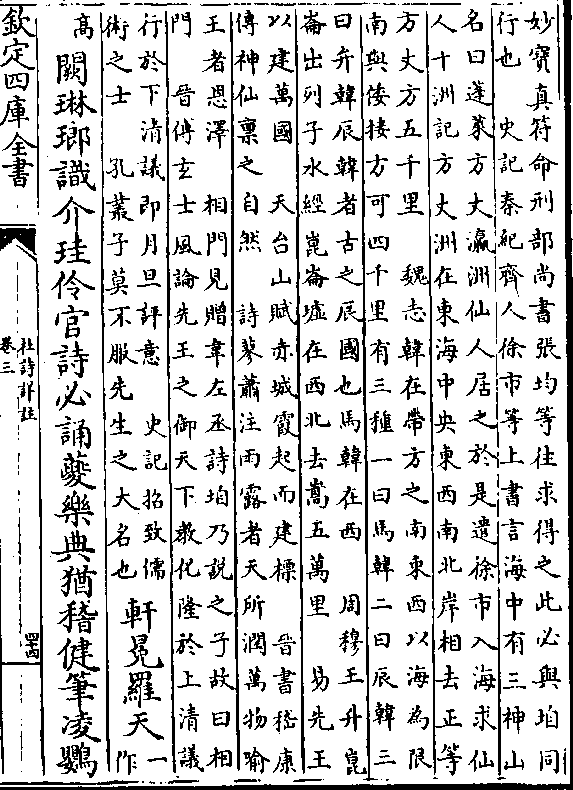 妙寶真符命刑部尚書張均等往求得之此必與垍同
行也　史記秦紀齊人徐市等上書言海中有三神山
名曰蓬萊方丈瀛洲仙人居之於是遣徐市入海求仙
人十洲記方丈洲在東海中央東西南北岸相去正等
方丈方五千里　魏志韓在帶方之南東西以海為限
南與倭接方可四千里有三種一曰馬韓二曰辰韓三
曰弁韓辰韓者古之辰國也馬韓在西　周穆王升崑
崙出列子水經崑崙墟在西北去嵩五萬里　易先王
以建萬國　天台山賦赤城霞起而建標　晉書嵇康
傳神仙稟之自然　詩蓼蕭注雨露者天所潤萬物喻
王者恩澤　相門見贈韋左丞詩垍乃説之子故曰相
門　晉傅玄士風論先王之御天下教化隆於上清議
行於下清議即月旦評意　史記招致儒
術之士　孔叢子莫不服先生之大名也
軒冕羅天一作
高闕琳瑯識介珪伶官詩必誦夔樂典猶稽健筆凌鸚
欽定四庫全書
杜詩詳註
卷三
四十四